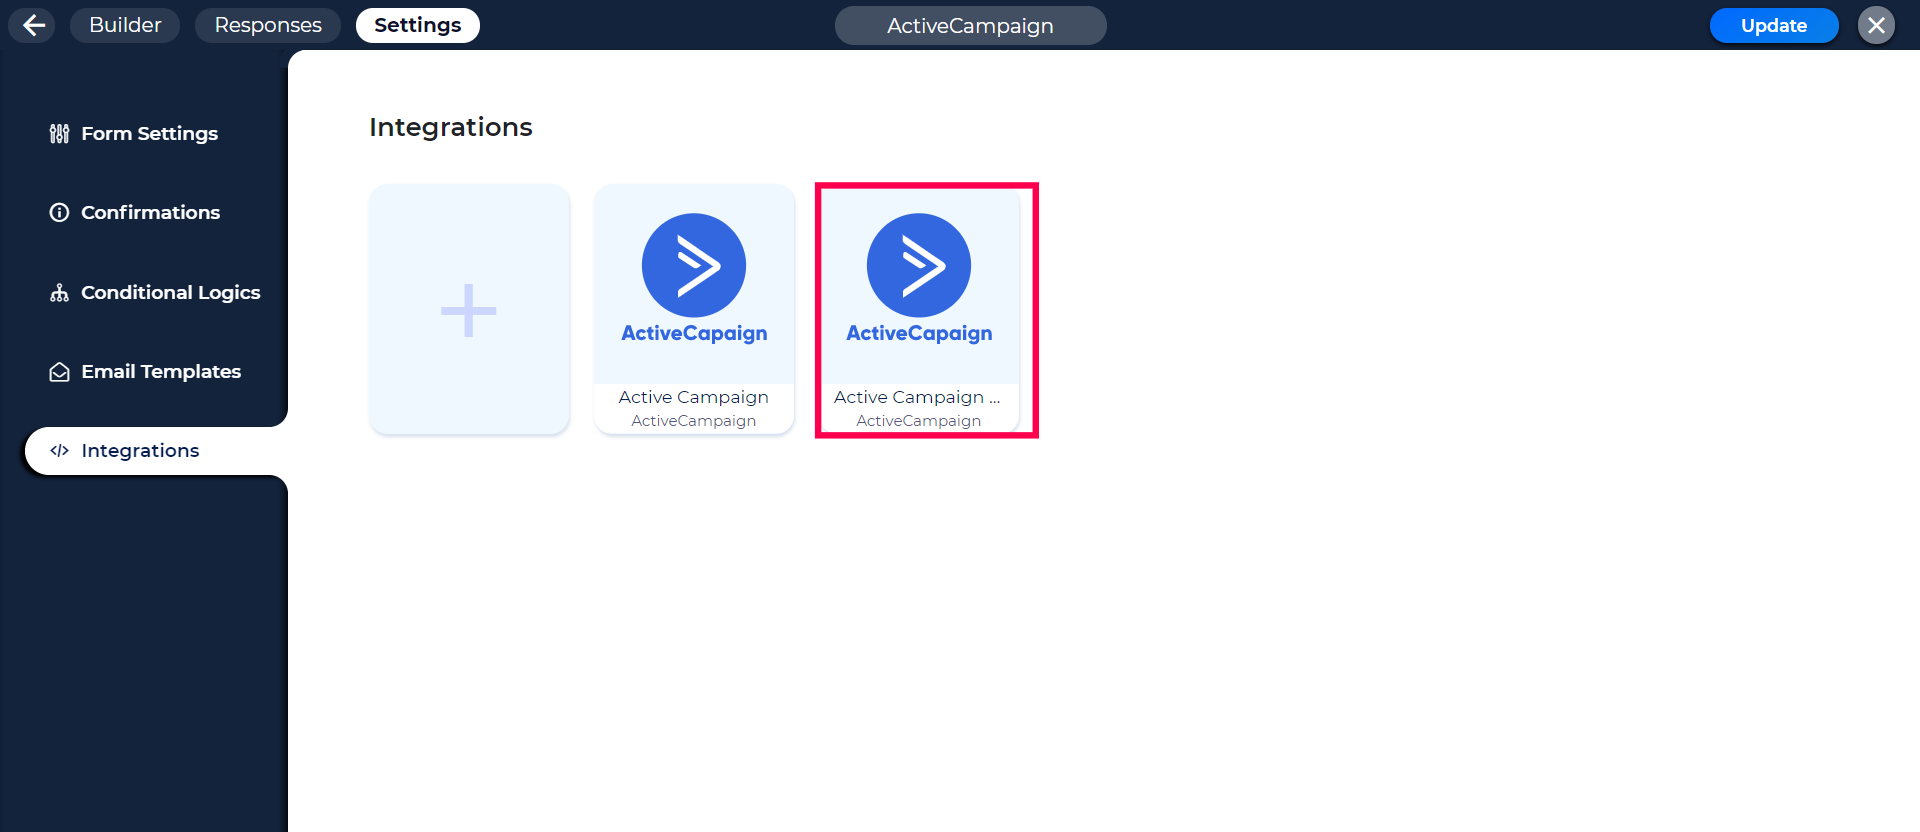 Builder
Responses
Settings
ActiveCampaign
Update
Form Settings
Confirmations
Conditional Logics
Email Templates
Integrations
Integrations
ActiveCapaign
Active Campaign
ActiveCampaign
ActiveCapaign
Active Campaign ...
ActiveCampaign